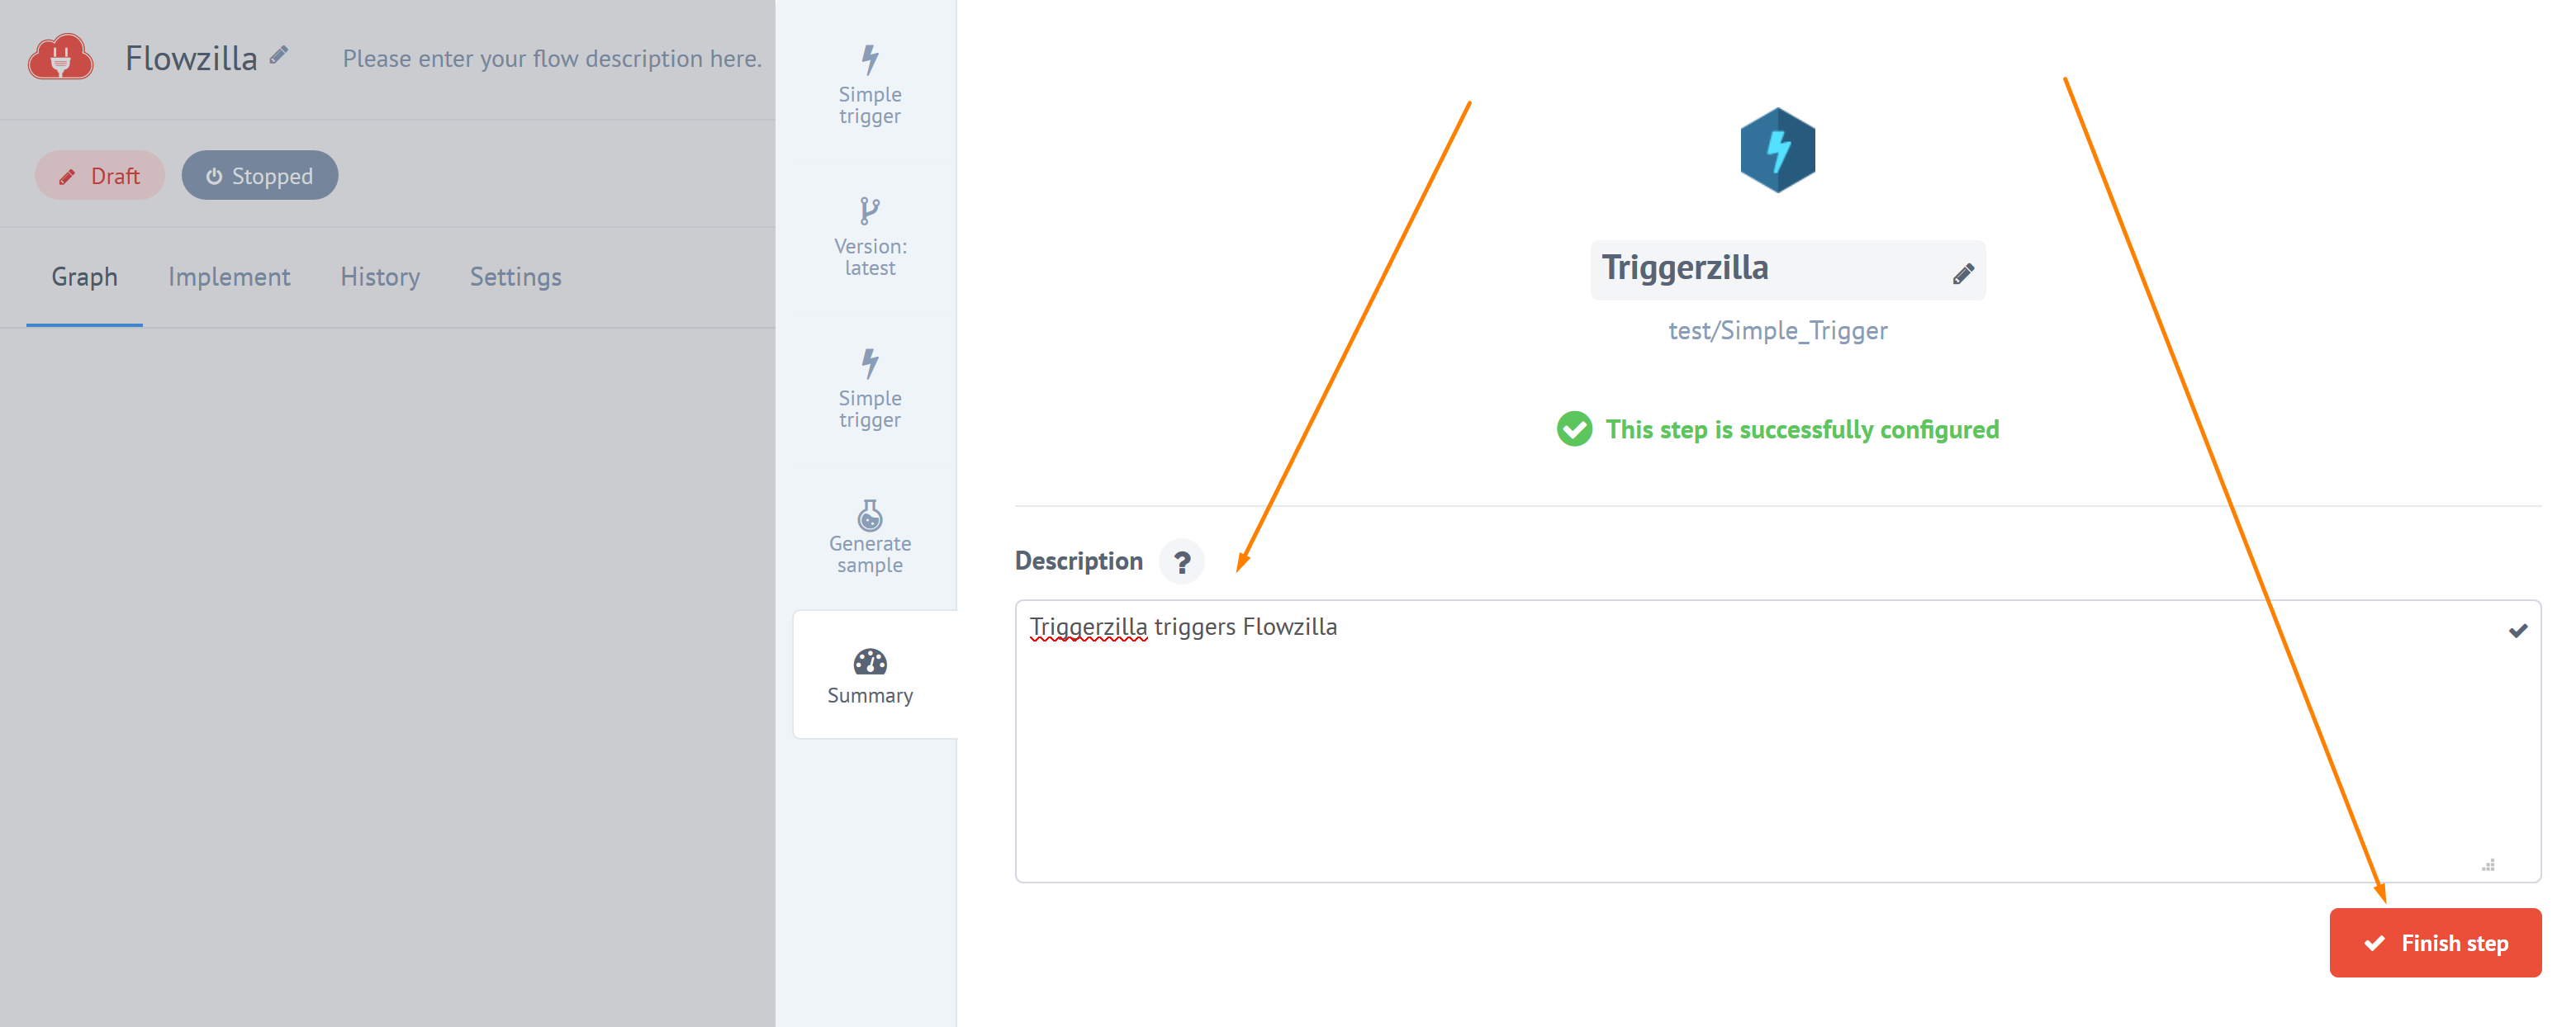 Flowzilla
Please enter your flow description here.
Draft
Stopped
Graph
Implement
History
Settings
Simple
trigger
Version:
latest
Simple
trigger
Generate
sample
Summary
Triggerzilla
test/Simple_Trigger
This step is successfully configured
Description ?
Triggerzilla triggers Flowzilla
Finish step